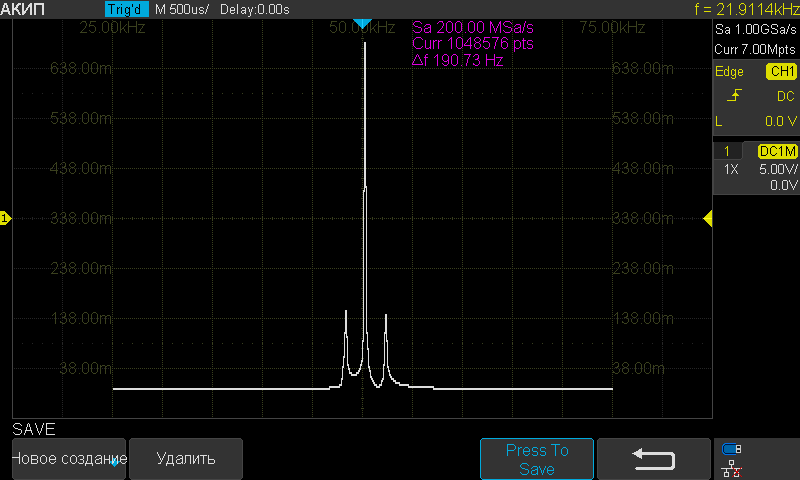 АКИП Trig'd M 500us/ Delay:0.00s f = 21.9114kHz
25.00kHz 50.00kHz 75.00kHz
Sa 200.00 MSa/s
Curr 1048576 pts
Δf 190.73 Hz
Sa 1.00GSa/s
Curr 7.00Mpts
Edge CH1
DC
L 0.0 V
1 DC1M
1X 5.00V/
0.0V
638.00m 638.00m
538.00m 538.00m
438.00m 438.00m
1 338.00m 338.00m
238.00m 238.00m
138.00m 138.00m
38.00m 38.00m
SAVE
Новое создание Удалить Press To
Save